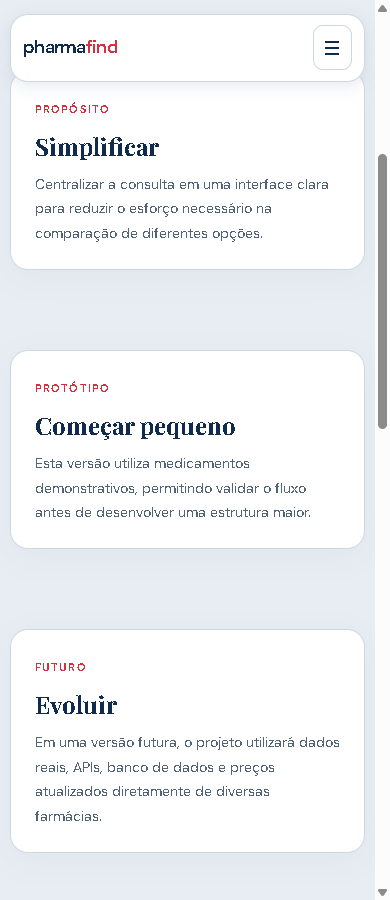 pharmafind
PROPÓSITO
Simplificar
Centralizar a consulta em uma interface clara
para reduzir o esforço necessário na
comparação de diferentes opções.
PROTÓTIPO
Começar pequeno
Esta versão utiliza medicamentos
demonstrativos, permitindo validar o fluxo
antes de desenvolver uma estrutura maior.
FUTURO
Evoluir
Em uma versão futura, o projeto utilizará dados
reais, APIs, banco de dados e preços
atualizados diretamente de diversas
farmácias.